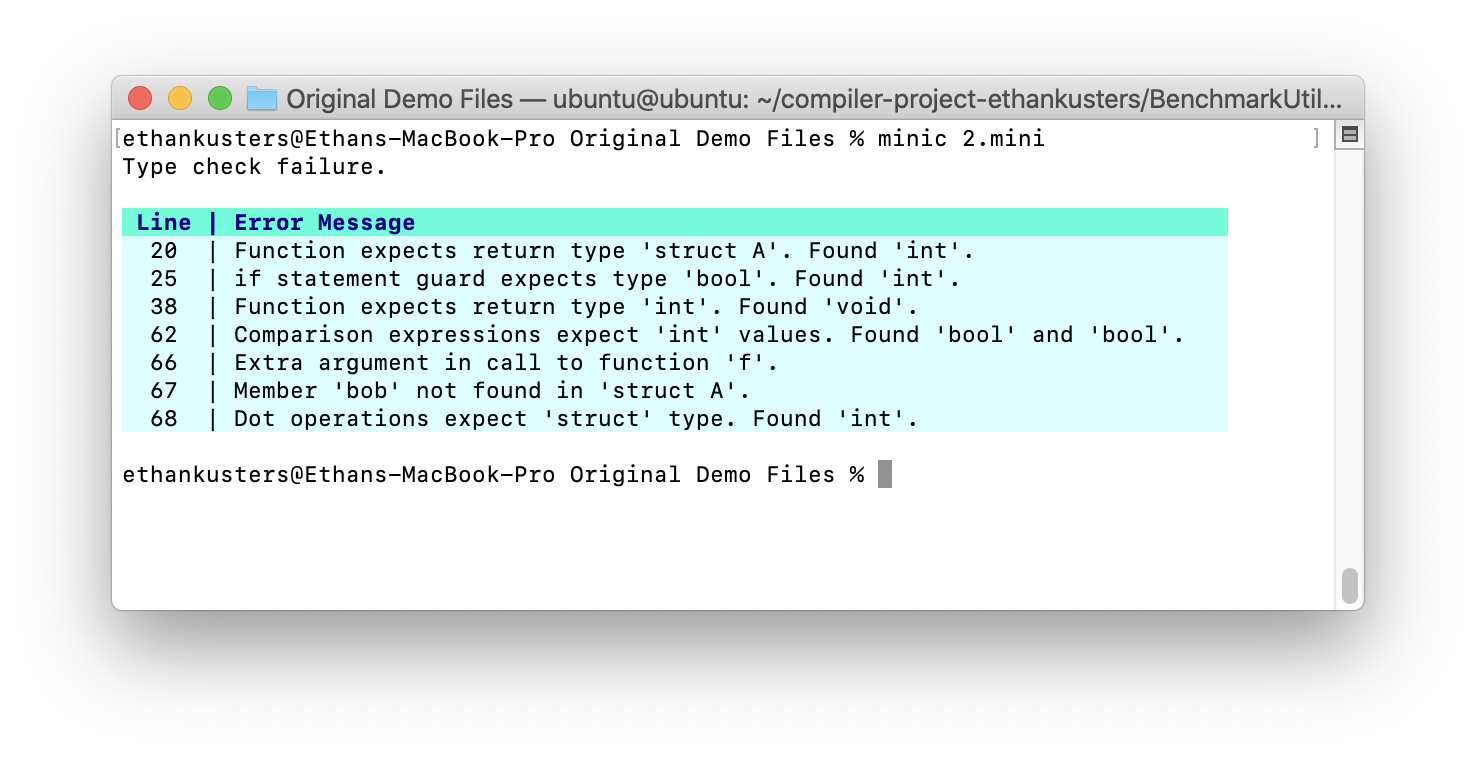 Original Demo Files — ubuntu@ubuntu: ~/compiler-project-ethankusters/BenchmarkUtil...
[ethankusters@Ethans-MacBook-Pro Original Demo Files % minic 2.mini ]
Type check failure.
Line | Error Message
20 | Function expects return type 'struct A'. Found 'int'.
25 | if statement guard expects type 'bool'. Found 'int'.
38 | Function expects return type 'int'. Found 'void'.
62 | Comparison expressions expect 'int' values. Found 'bool' and 'bool'.
66 | Extra argument in call to function 'f'.
67 | Member 'bob' not found in 'struct A'.
68 | Dot operations expect 'struct' type. Found 'int'.
ethankusters@Ethans-MacBook-Pro Original Demo Files %